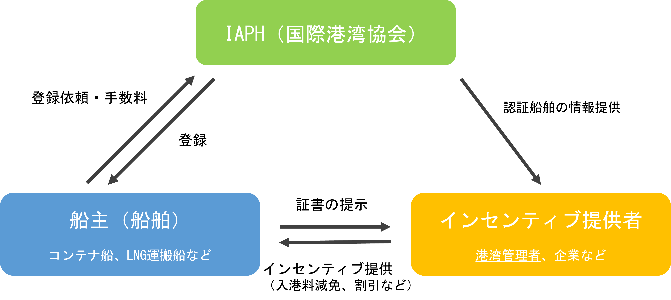 IAPH（国際港湾協会）
登録依頼・手数料
登録
認証船舶の情報提供
船主（船舶）
コンテナ船、LNG運搬船など
証書の提示
インセンティブ提供
（入港料減免、割引など）
インセンティブ提供者
港湾管理者、企業など